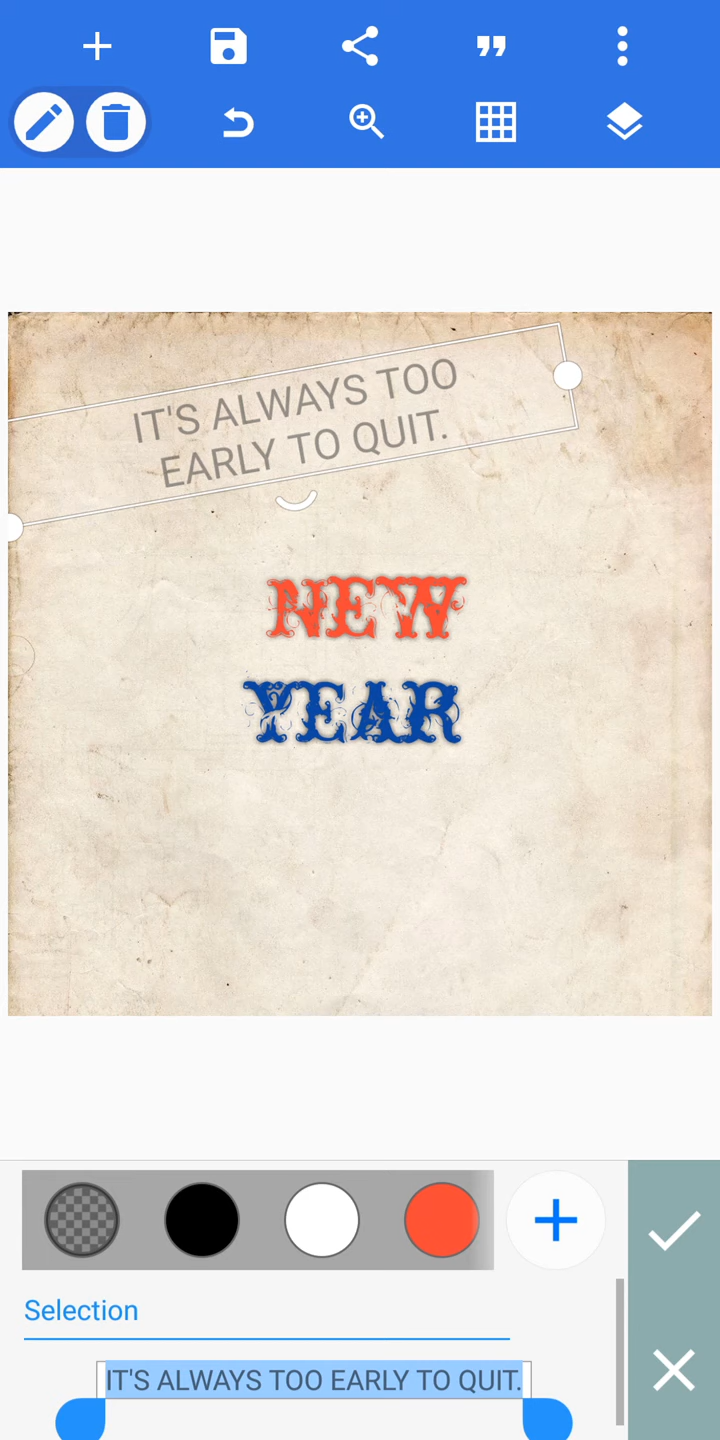 IT'S ALWAYS TOO
EARLY TO QUIT.
NEW
YEAR
Selection
IT'S ALWAYS TOO EARLY TO QUIT.